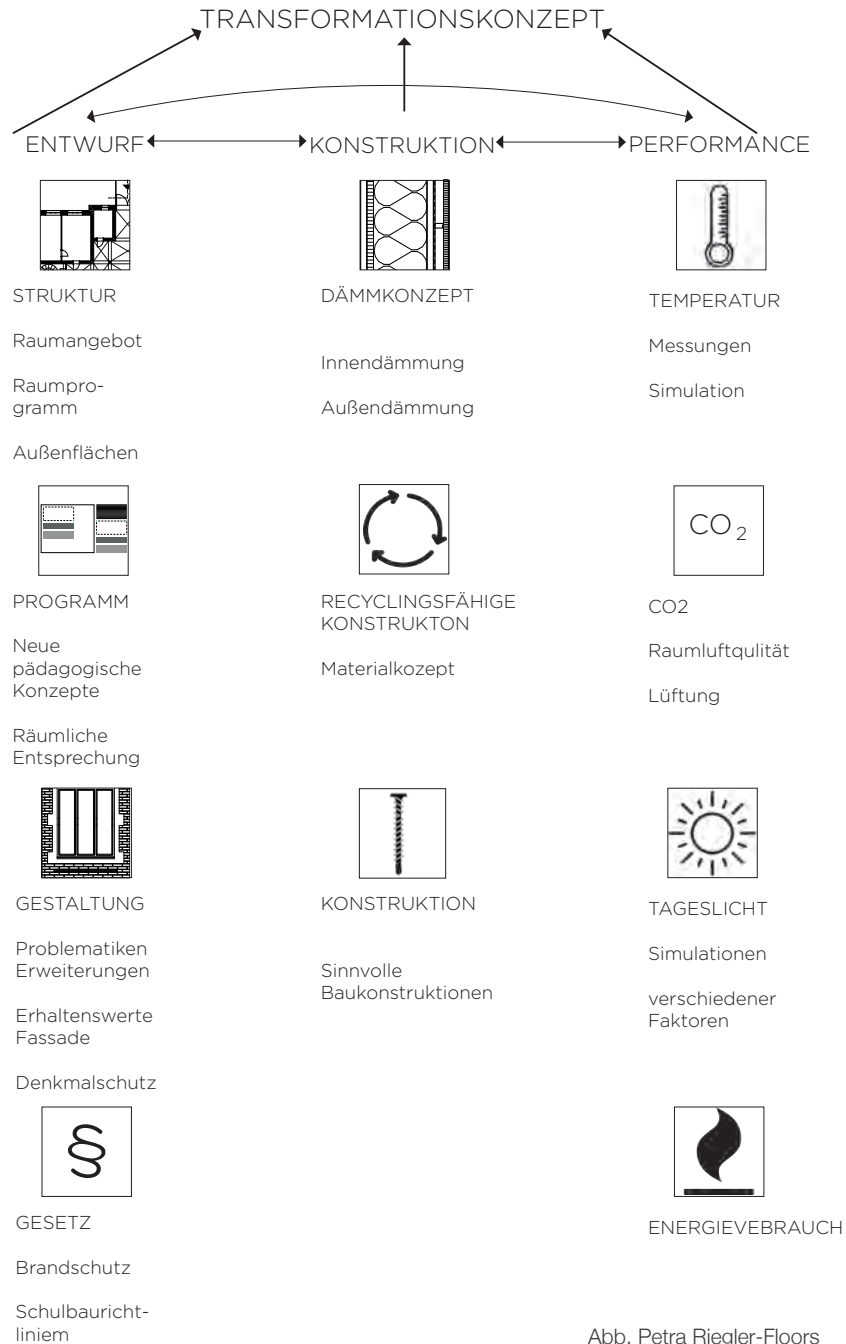 TRANSFORMATIONSKONZEPT
ENTWURF
KONSTRUKTION
PERFORMANCE
STRUKTUR
Raumangebot
Raumpro-
gramm
Außenflächen
DÄMMKONZEPT
Innendämmung
Außendämmung
TEMPERATUR
Messungen
Simulation
PROGRAMM
Neue
pädagogische
Konzepte
Räumliche
Entsprechung
RECYCLINGSFÄHIGE
KONSTRUKTON
Materialkozept
CO 2
CO2
Raumluftqulität
Lüftung
GESTALTUNG
Problematiken
Erweiterungen
Erhaltenswerte
Fassade
Denkmalschutz
KONSTRUKTION
Sinnvolle
Baukonstruktionen
TAGESLICHT
Simulationen
verschiedener
Faktoren
§
GESETZ
Brandschutz
Schulbauricht-
liniem
ENERGIEVEBRAUCH
Abb. Petra Riegler-Floors